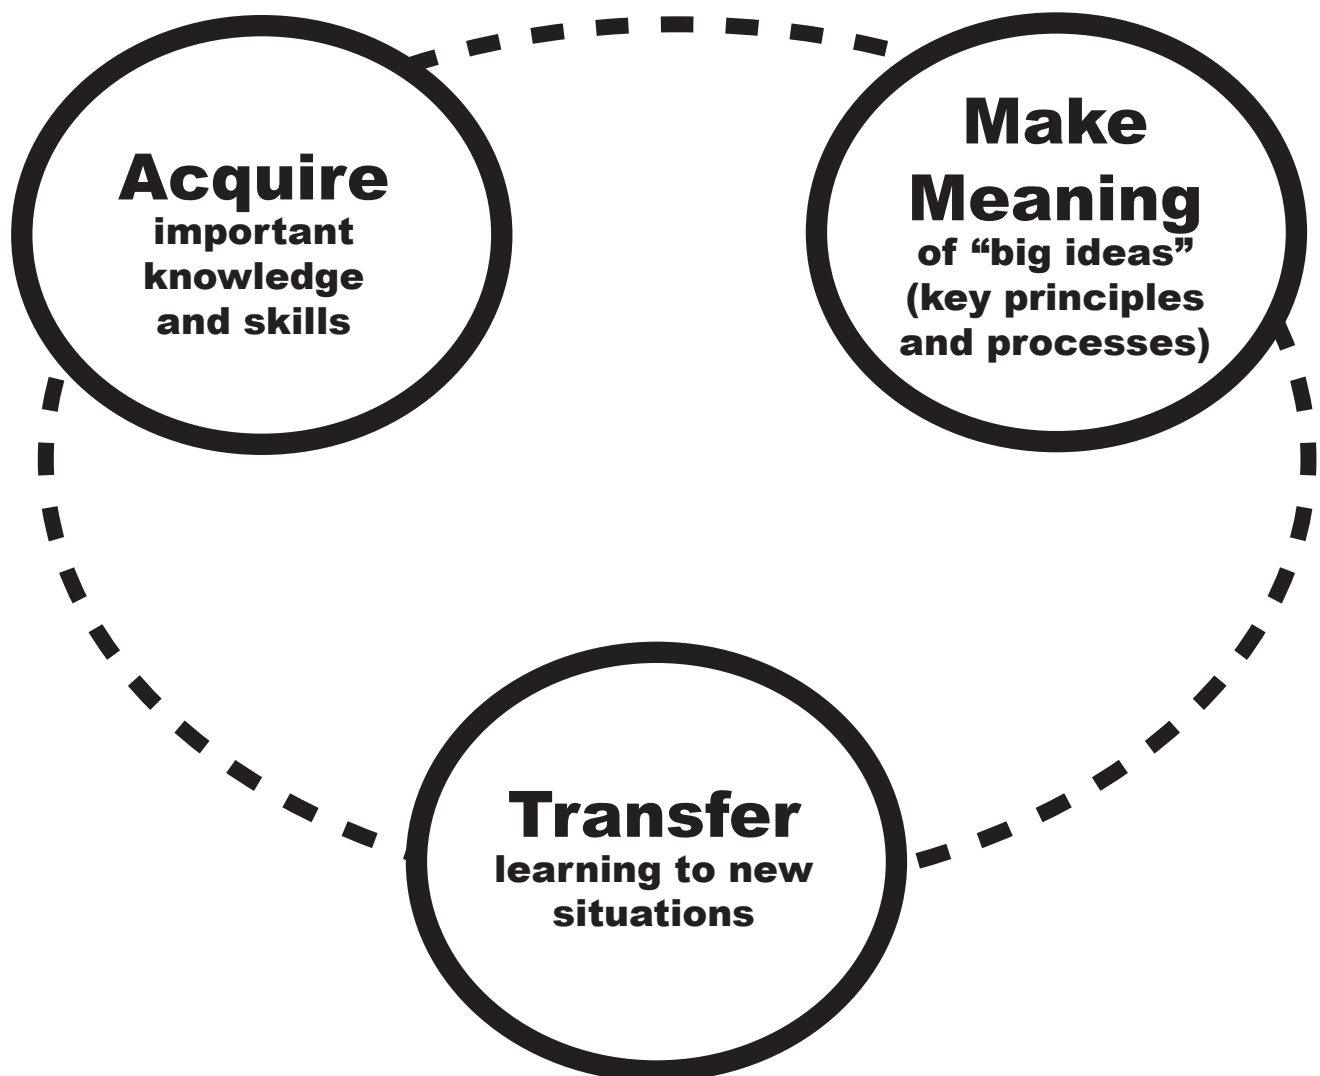 Acquire
important
knowledge
and skills
Make
Meaning
of “big ideas”
(key principles
and processes)
Transfer
learning to new
situations